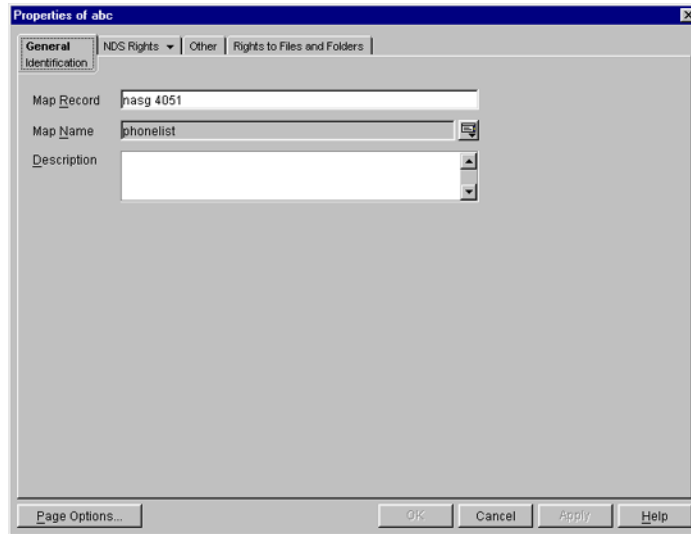 Properties of abc
General NDS Rights Other Rights to Files and Folders
Identification
Map Record nasg 4051
Map Name phonelist
Description
Page Options... OK Cancel Apply Help